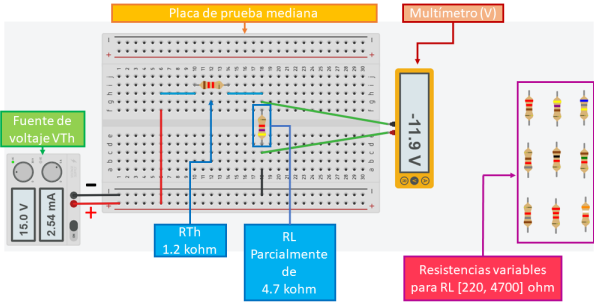 Placa de prueba mediana
Multímetro (V)
Fuente de
voltaje VTh
15.0 V
2.54 mA
-
+
-11.9 V
RTh
1.2 kohm
RL
Parcialmente
de
4.7 kohm
Resistencias variables
para RL [220, 4700] ohm